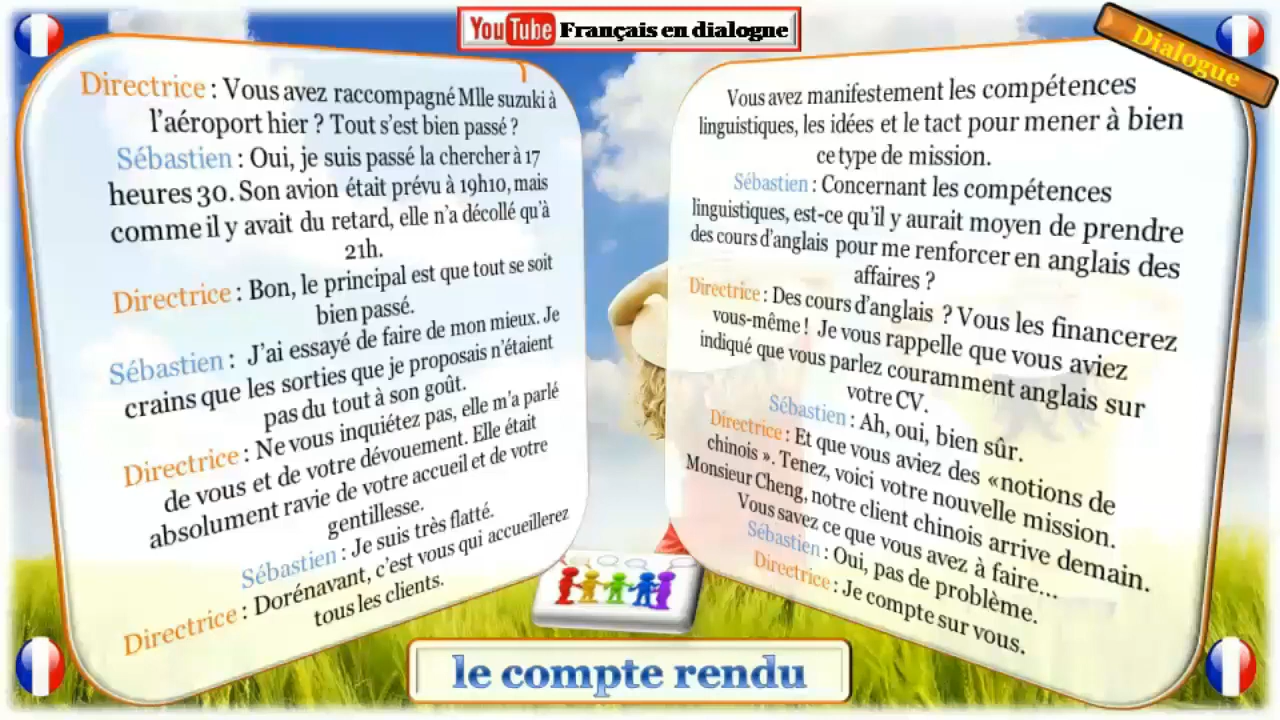 YouTube Français en dialogue
Dialogue
Directrice : Vous avez raccompagné Mlle suzuki à
l'aéroport hier ? Tout s'est bien passé ?
Sébastien : Oui, je suis passé la chercher à 17
heures 30. Son avion était prévu à 19h10, mais
comme il y avait du retard, elle n'a décollé qu'à
21h.
Directrice : Bon, le principal est que tout se soit
bien passé.
Sébastien : J'ai essayé de faire de mon mieux. Je
crains que les sorties que je proposais n'étaient
pas du tout à son goût.
Directrice : Ne vous inquiétez pas, elle m'a parlé
de vous et de votre dévouement. Elle était
absolument ravie de votre accueil et de votre
gentillesse.
Sébastien : Je suis très flatté.
Directrice : Dorénavant, c'est vous qui accueillerez
tous les clients.
Vous avez manifestement les compétences
linguistiques, les idées et le tact pour mener à bien
ce type de mission.
Sébastien : Concernant les compétences
linguistiques, est-ce qu'il y aurait moyen de prendre
des cours d'anglais pour me renforcer en anglais des
affaires ?
Directrice : Des cours d'anglais ? Vous les financerez
vous-même ! Je vous rappelle que vous aviez
indiqué que vous parlez couramment anglais sur
votre CV.
Sébastien : Ah, oui, bien sûr.
Directrice : Et que vous aviez des «notions de
chinois ». Tenez, voici votre nouvelle mission.
Monsieur Cheng, notre client chinois arrive demain.
Vous savez ce que vous avez à faire...
Sébastien : Oui, pas de problème.
Directrice : Je compte sur vous.
le compte rendu